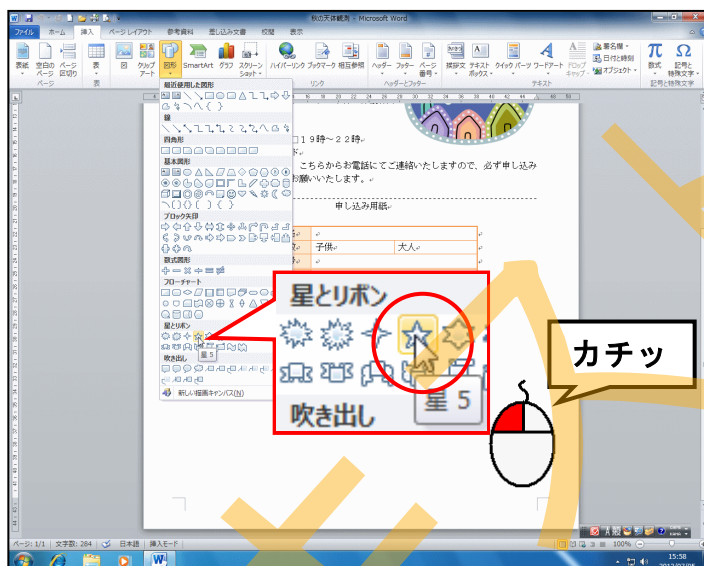 秋の天体観測 - Microsoft Word
ファイル ホーム 挿入 ページ レイアウト 参考資料 差し込み文書 校閲 表示
表紙 空白のページ ページ区切り 表 図 クリップアート 図形 SmartArt グラフ スクリーンショット ハイパーリンク ブックマーク 相互参照 ヘッダー フッター ページ番号 挨拶文 テキストボックス クイック パーツ ワードアート ドロップキャップ 署名欄 日付と時刻 オブジェクト 数式 記号と特殊文字
ページ 表 リンク ヘッダーとフッター テキスト 記号と特殊文字
最近使用した図形
線
四角形
基本図形
ブロック矢印
数式図形
フローチャート
星とリボン
星 5
吹き出し
新しい描画キャンバス(N)
19時～22時
こちらからお電話にてご連絡いたしますので、必ず申し込み
お願いいたします。
申し込み用紙
子供 大人
星とリボン
星 5
吹き出し
カチッ
ページ: 1/1 文字数: 284 日本語 挿入モード 100%
A 般
15:58